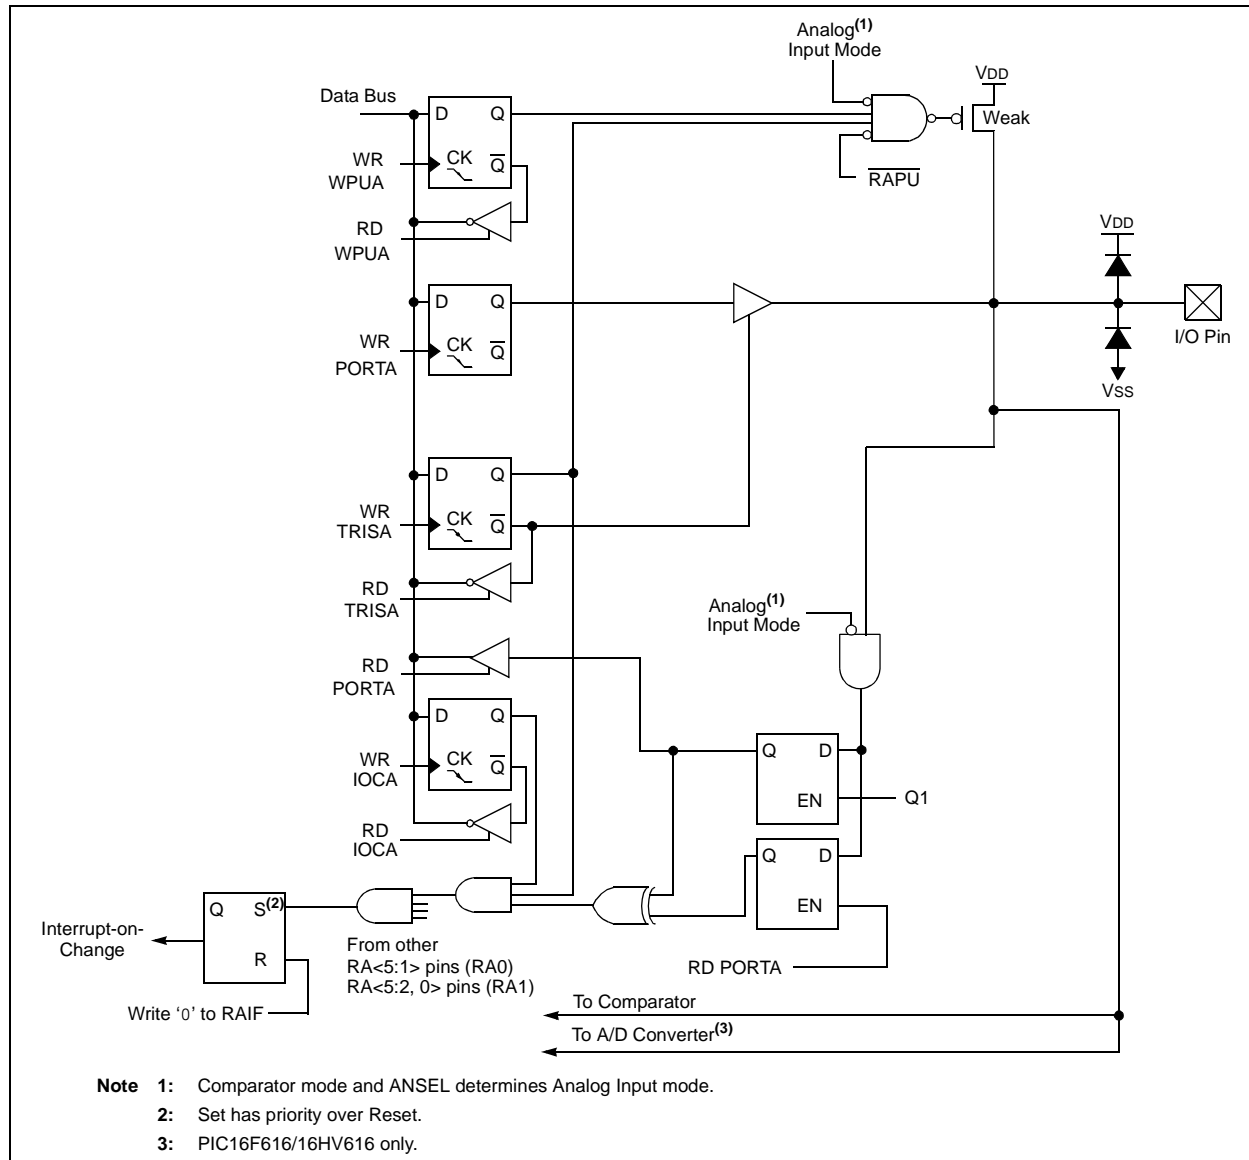 Analog(1)
Input Mode
VDD
Data Bus
D Q
Weak
WR
WPUA
CK Q
RAPU
RD
WPUA
VDD
D Q
WR
PORTA
CK Q
I/O Pin
VSS
D Q
WR
TRISA
CK Q
RD
TRISA
Analog(1)
Input Mode
RD
PORTA
D Q
WR
IOCA
CK Q
Q D
EN
Q1
RD
IOCA
Q D
EN
Q S(2)
R
Interrupt-on-
Change
From other
RA<5:1> pins (RA0)
RA<5:2, 0> pins (RA1)
RD PORTA
Write ‘0’ to RAIF
To Comparator
To A/D Converter(3)
Note 1: Comparator mode and ANSEL determines Analog Input mode.
2: Set has priority over Reset.
3: PIC16F616/16HV616 only.